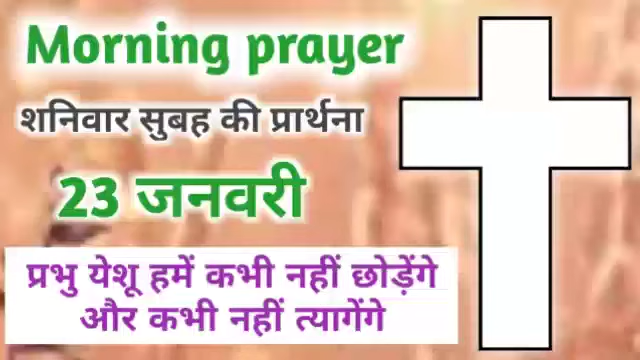 Morning prayer
शनिवार सुबह की प्रार्थना
23 जनवरी
प्रभु येशू हमें कभी नहीं छोड़ेंगे
और कभी नहीं त्यागेंगे